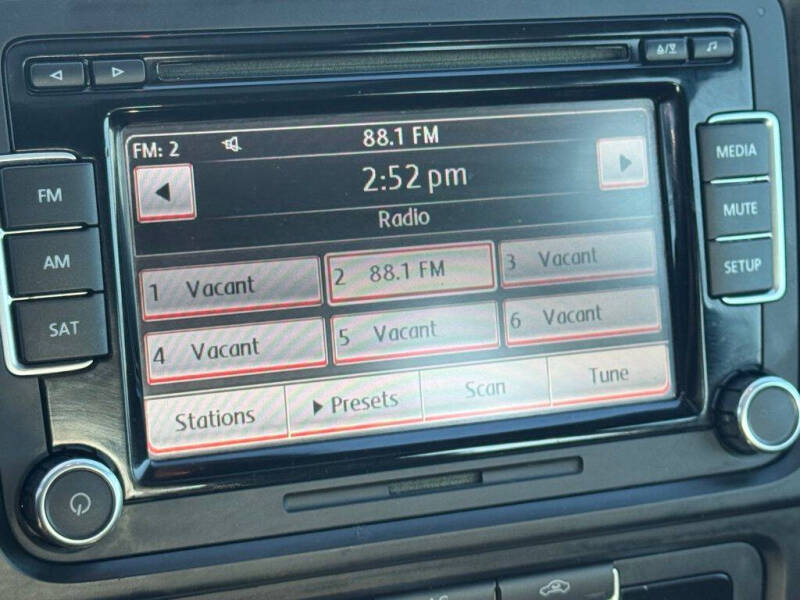 FM: 2 88.1 FM
2:52 pm
Radio
1 Vacant 2 88.1 FM 3 Vacant
4 Vacant 5 Vacant 6 Vacant
Stations Presets Scan Tune
FM
AM
SAT
MEDIA
MUTE
SETUP